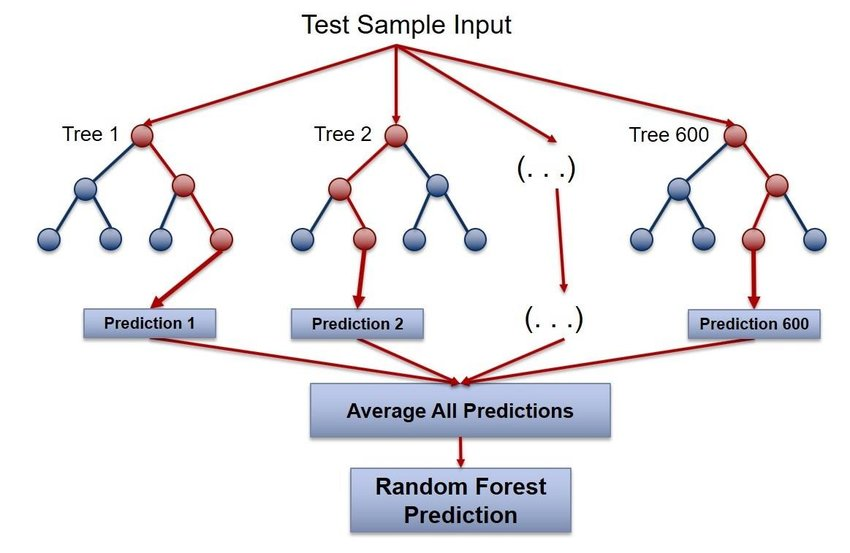 Test Sample Input
Tree 1
Tree 2
(. . .)
Tree 600
Prediction 1
Prediction 2
(. . .)
Prediction 600
Average All Predictions
Random Forest
Prediction